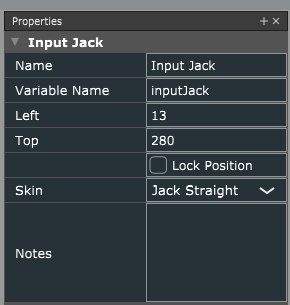 Properties
Input Jack
Name Input Jack
Variable Name inputJack
Left 13
Top 280
Lock Position
Skin Jack Straight
Notes